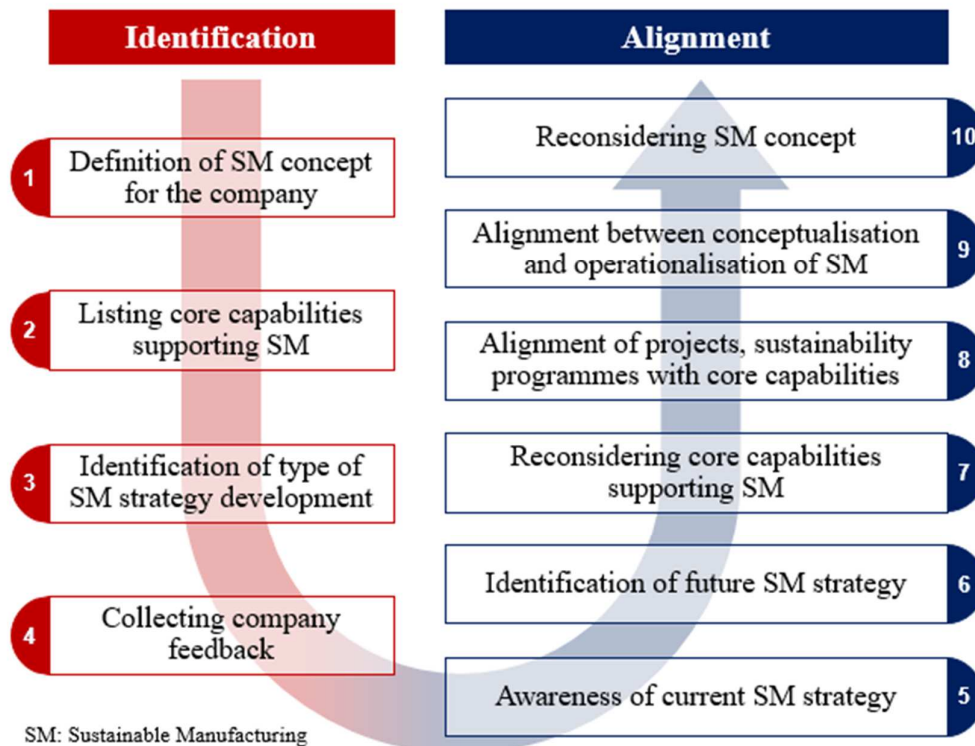 Identification
1
Definition of SM concept
for the company
2
Listing core capabilities
supporting SM
3
Identification of type of
SM strategy development
4
Collecting company
feedback
SM: Sustainable Manufacturing
Alignment
Reconsidering SM concept
10
Alignment between conceptualisation
and operationalisation of SM
9
Alignment of projects, sustainability
programmes with core capabilities
8
Reconsidering core capabilities
supporting SM
7
Identification of future SM strategy
6
Awareness of current SM strategy
5